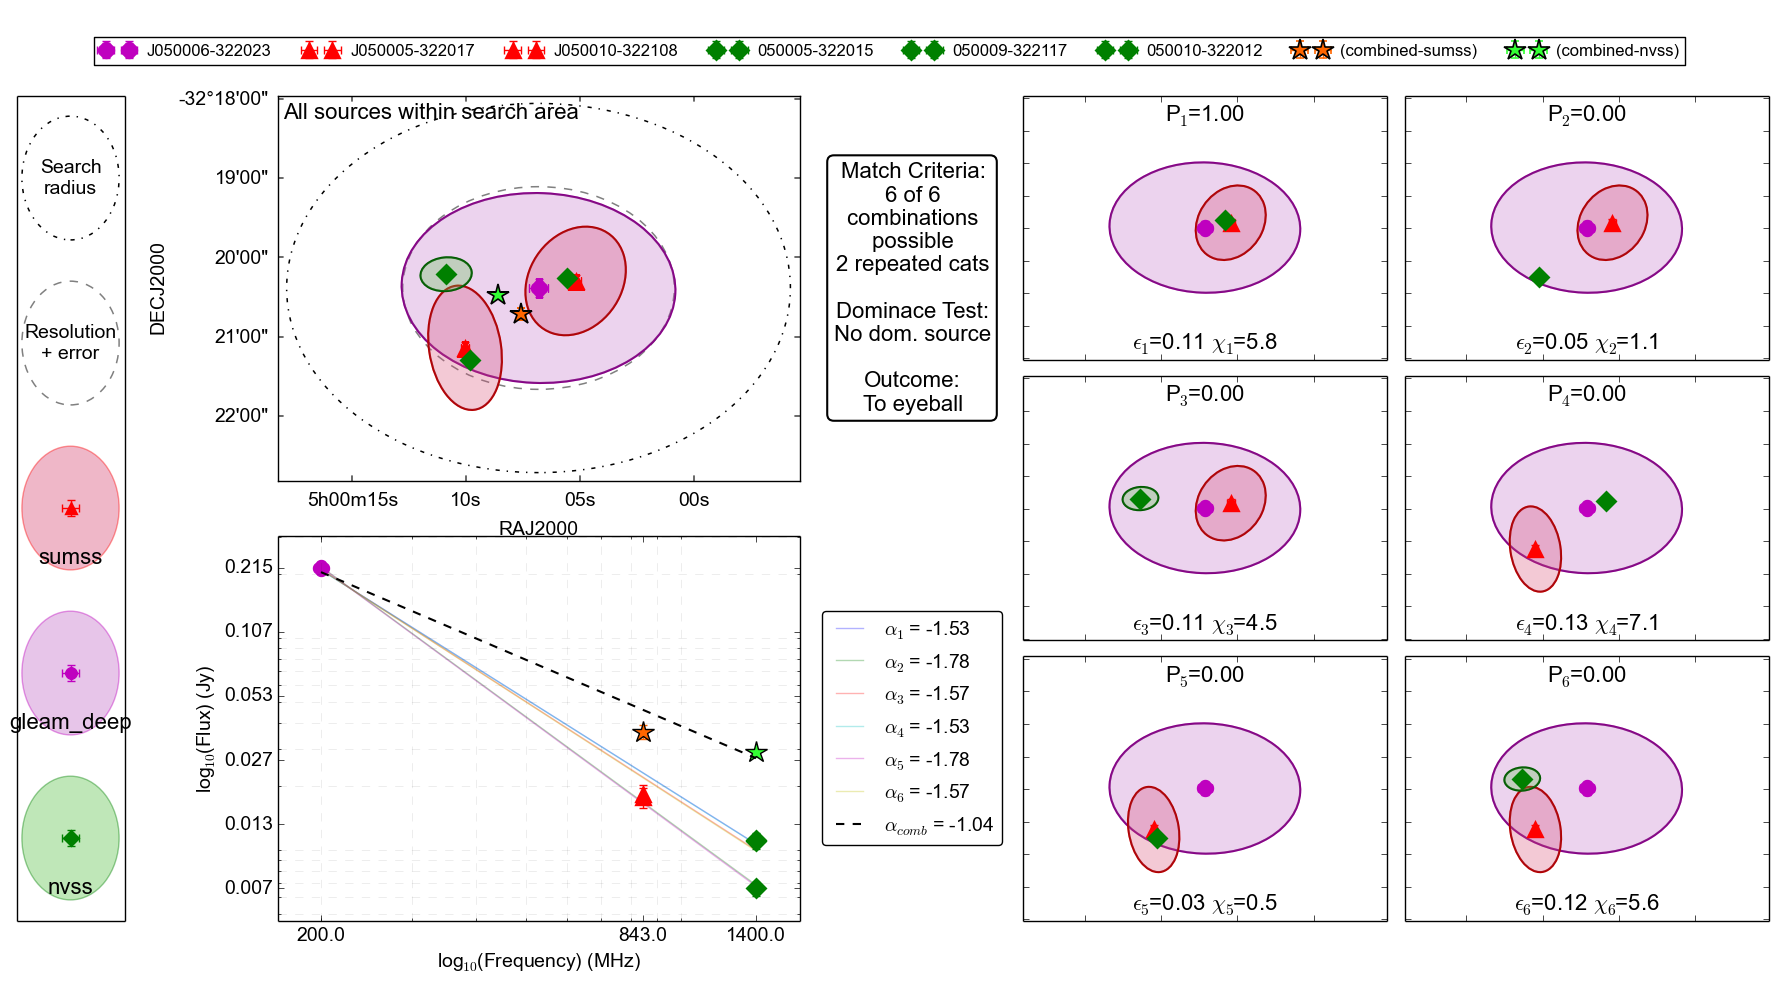 J050006-322023 J050005-322017 J050010-322108 050005-322015 050009-322117 050010-322012 (combined-sumss) (combined-nvss)
Search
radius
Resolution
+ error
sumss
gleam_deep
nvss
All sources within search area
-32°18'00"
19'00"
20'00"
21'00"
22'00"
DECJ2000
5h00m15s 10s 05s 00s
RAJ2000
Match Criteria:
6 of 6
combinations
possible
2 repeated cats
Dominace Test:
No dom. source
Outcome:
To eyeball
0.215
0.107
0.053
0.027
0.013
0.007
log10(Flux) (Jy)
200.0 843.0 1400.0
log10(Frequency) (MHz)
α1 = -1.53
α2 = -1.78
α3 = -1.57
α4 = -1.53
α5 = -1.78
α6 = -1.57
αcomb = -1.04
P1=1.00
ϵ1=0.11 χ1=5.8
P2=0.00
ϵ2=0.05 χ2=1.1
P3=0.00
ϵ3=0.11 χ3=4.5
P4=0.00
ϵ4=0.13 χ4=7.1
P5=0.00
ϵ5=0.03 χ5=0.5
P6=0.00
ϵ6=0.12 χ6=5.6